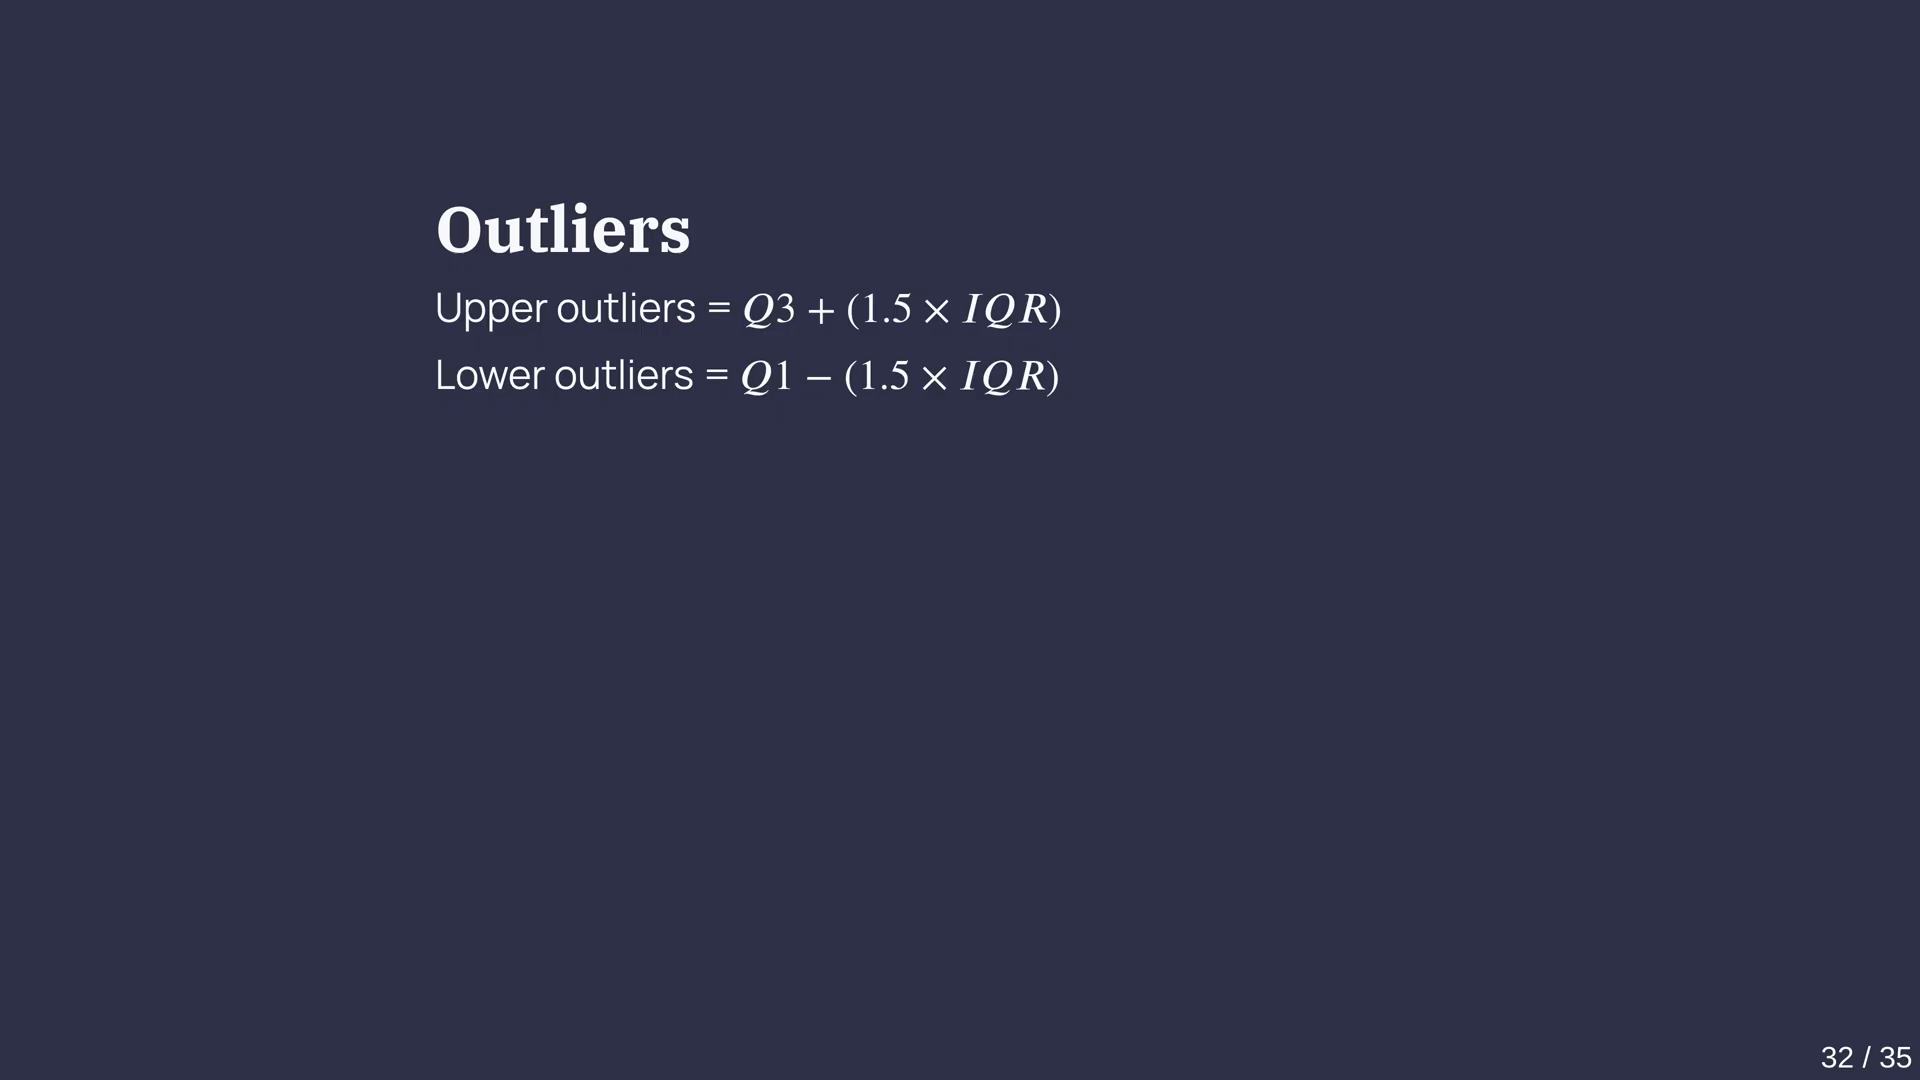 Outliers
Upper outliers = Q3 + (1.5 × IQR)
Lower outliers = Q1 − (1.5 × IQR)
32 / 35